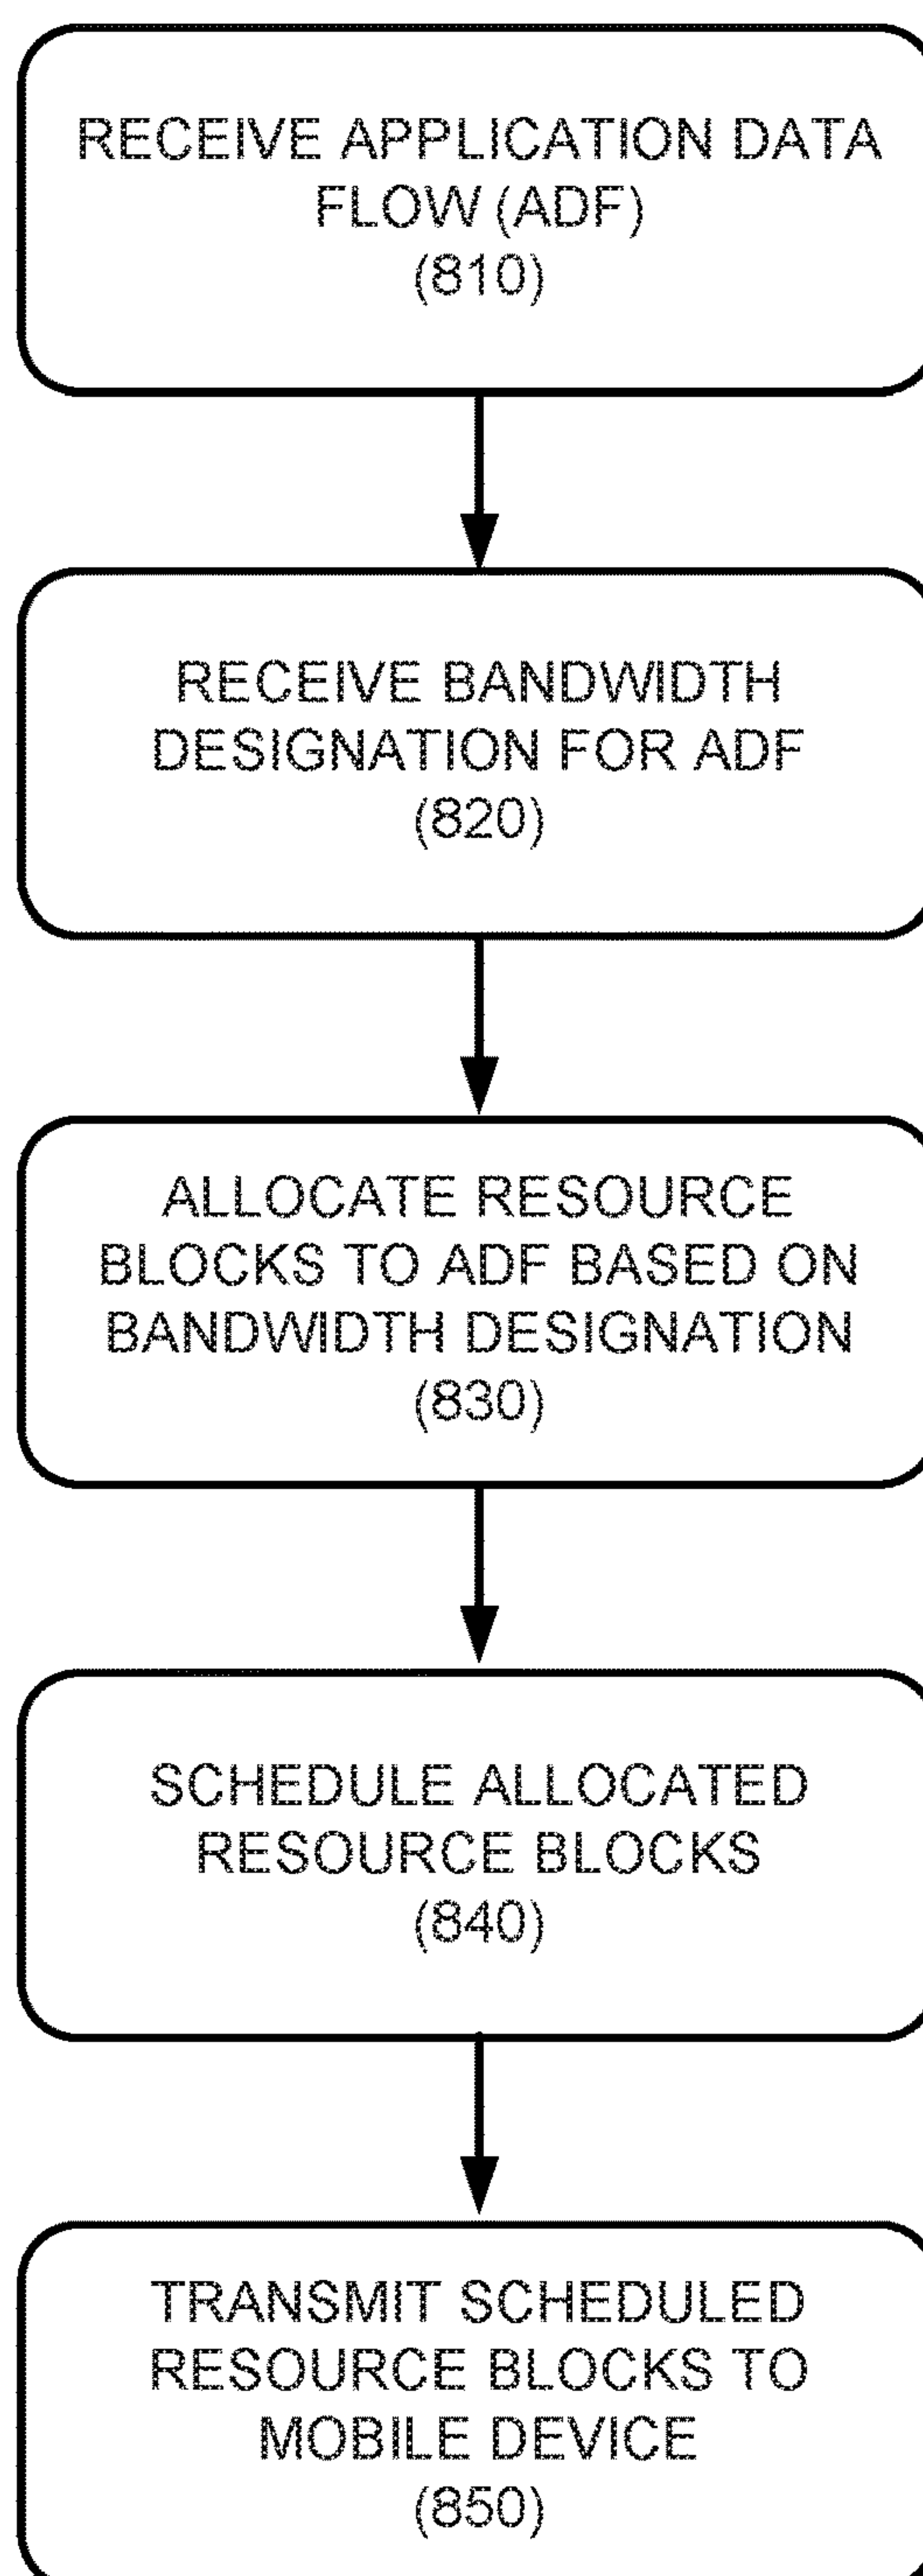 RECEIVE APPLICATION DATA
FLOW (ADF)
(810)
RECEIVE BANDWIDTH
DESIGNATION FOR ADF
(820)
ALLOCATE RESOURCE
BLOCKS TO ADF BASED ON
BANDWIDTH DESIGNATION
(830)
SCHEDULE ALLOCATED
RESOURCE BLOCKS
(840)
TRANSMIT SCHEDULED
RESOURCE BLOCKS TO
MOBILE DEVICE
(850)